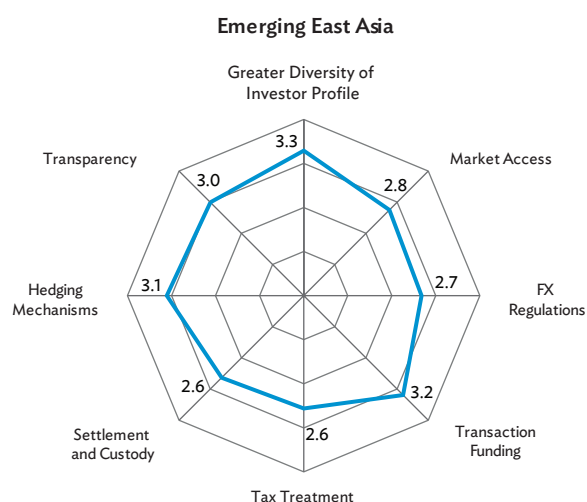 Emerging East Asia
Greater Diversity of
Investor Profile
3.3
Transparency
3.0
Market Access
2.8
Hedging
Mechanisms
3.1
2.7
FX
Regulations
2.6
3.2
Settlement
and Custody
2.6
Transaction
Funding
Tax Treatment